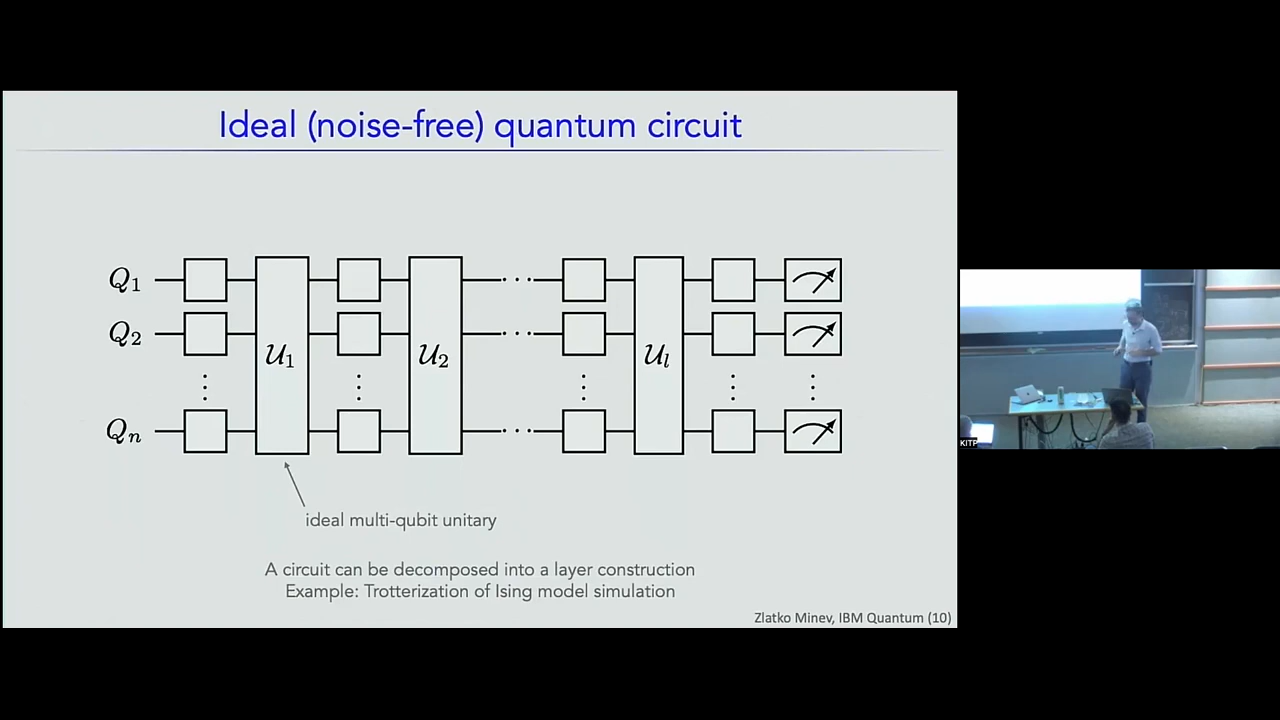 Ideal (noise-free) quantum circuit
Q₁
Q₂
Qₙ
𝒰₁
𝒰₂
𝒰ₗ
ideal multi-qubit unitary
A circuit can be decomposed into a layer construction
Example: Trotterization of Ising model simulation
Zlatko Minev, IBM Quantum (10)
KITP